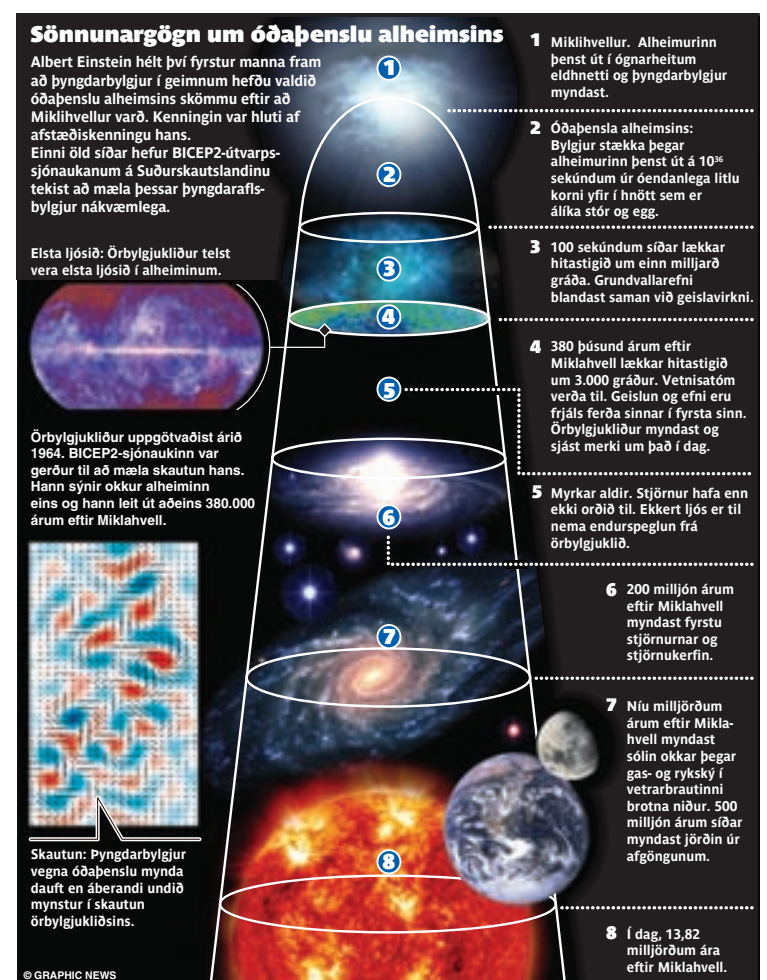 Sönnunargögn um óðaþenslu alheimsins
Albert Einstein hélt því fyrstur manna fram
að þyngdarbylgjur í geimnum hefðu valdið
óðaþenslu alheimsins skömmu eftir að
Miklihvellur varð. Kenningin var hluti af
afstæðiskenningu hans.
Einni öld síðar hefur BICEP2-útvarps-
sjónaukanum á Suðurskautslandinu
tekist að mæla þessar þyngdarafls-
bylgjur nákvæmlega.
Elsta ljósið: Örbylgjukliður telst
vera elsta ljósið í alheiminum.
Örbylgjukliður uppgötvaðist árið
1964. BICEP2-sjónaukinn var
gerður til að mæla skautun hans.
Hann sýnir okkur alheiminn
eins og hann leit út aðeins 380.000
árum eftir Miklahvell.
Skautun: Þyngdarbylgjur
vegna óðaþenslu mynda
dauft en áberandi undið
mynstur í skautun
örbylgjukliðsins.
© GRAPHIC NEWS
1
2
3
4
5
6
7
8
1 Miklihvellur. Alheimurinn
þenst út í ógnarheitum
eldhnetti og þyngdarbylgjur
myndast.
2 Óðaþensla alheimsins:
Bylgjur stækka þegar
alheimurinn þenst út á 10³⁶
sekúndum úr óendanlega litlu
korni yfir í hnött sem er
álíka stór og egg.
3 100 sekúndum síðar lækkar
hitastigið um einn milljarð
gráða. Grundvallarefni
blandast saman við geislavirkni.
4 380 þúsund árum eftir
Miklahvell lækkar hitastigið
um 3.000 gráður. Vetnisatóm
verða til. Geislun og efni eru
frjáls ferða sinnar í fyrsta sinn.
Örbylgjukliður myndast og
sjást merki um það í dag.
5 Myrkar aldir. Stjörnur hafa enn
ekki orðið til. Ekkert ljós er til
nema endurspeglun frá
örbylgjuklið.
6 200 milljón árum
eftir Miklahvell
myndast fyrstu
stjörnurnar og
stjörnukerfin.
7 Níu milljörðum
árum eftir Mikla-
hvell myndast
sólin okkar þegar
gas- og rykský í
vetrarbrautinni
brotna niður. 500
milljón árum síðar
myndast jörðin úr
afgöngunum.
8 Í dag, 13,82
milljörðum ára
eftir Miklahvell.